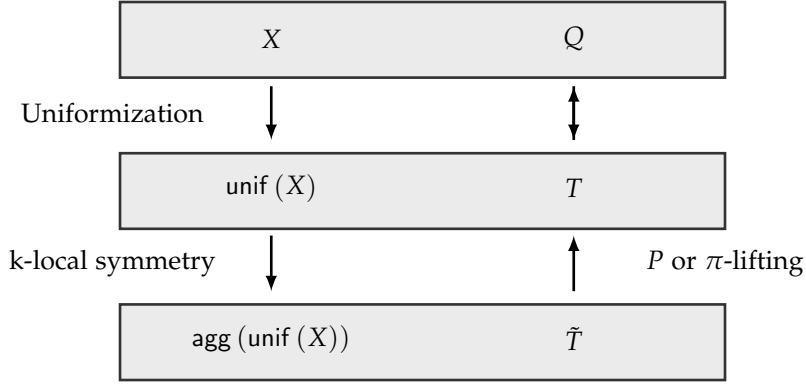 X Q
Uniformization
unif (X) T
k-local symmetry P or π-lifting
agg (unif (X)) T̃